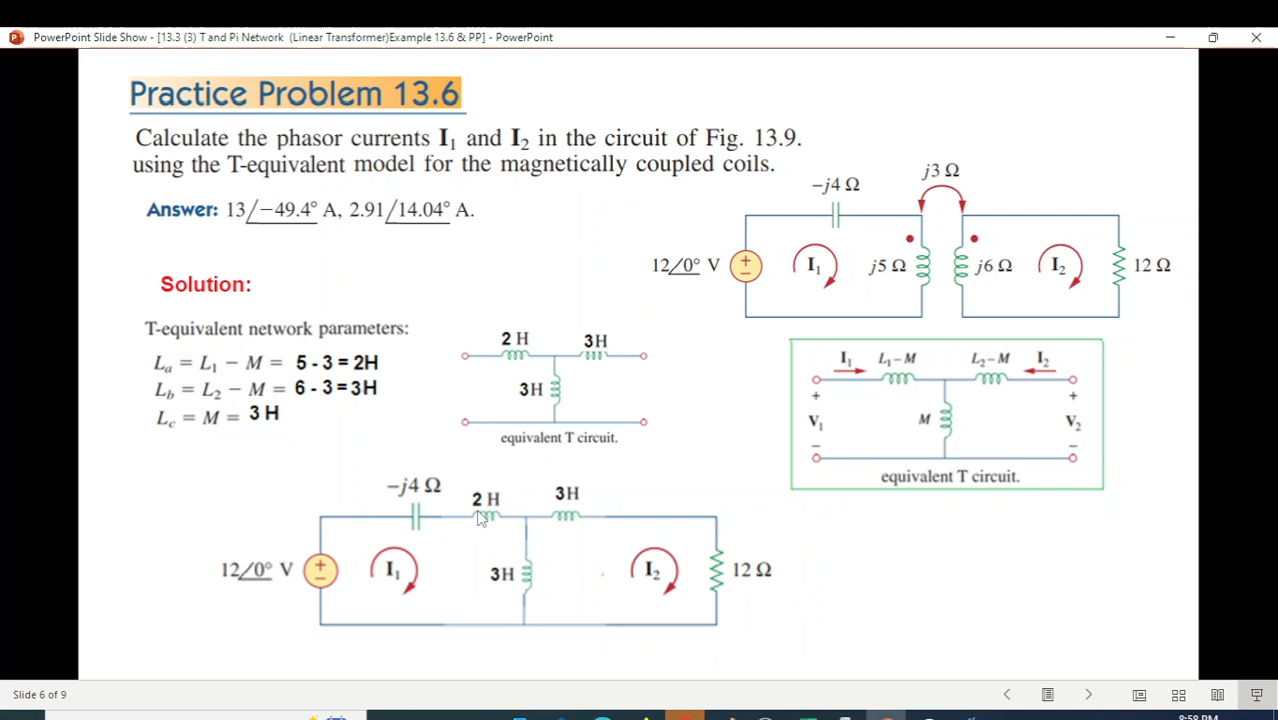 PowerPoint Slide Show - [13.3 (3) T and Pi Network (Linear Transformer)Example 13.6 & PP] - PowerPoint
Practice Problem 13.6
Calculate the phasor currents I₁ and I₂ in the circuit of Fig. 13.9.
using the T-equivalent model for the magnetically coupled coils.
Answer: 13/−49.4° A, 2.91/14.04° A.
j3 Ω
−j4 Ω
12/0° V
+
−
I₁
j5 Ω
j6 Ω
I₂
12 Ω
Solution:
T-equivalent network parameters:
Lₐ = L₁ − M = 5 - 3 = 2H
L_b = L₂ − M = 6 - 3 = 3H
L_c = M = 3 H
2 H
3H
3H
equivalent T circuit.
I₁ L₁−M L₂−M I₂
+ +
V₁ M V₂
− −
equivalent T circuit.
−j4 Ω
2 H
3H
12/0° V
+
−
I₁
3H
I₂
12 Ω
Slide 6 of 9
8:58 PM